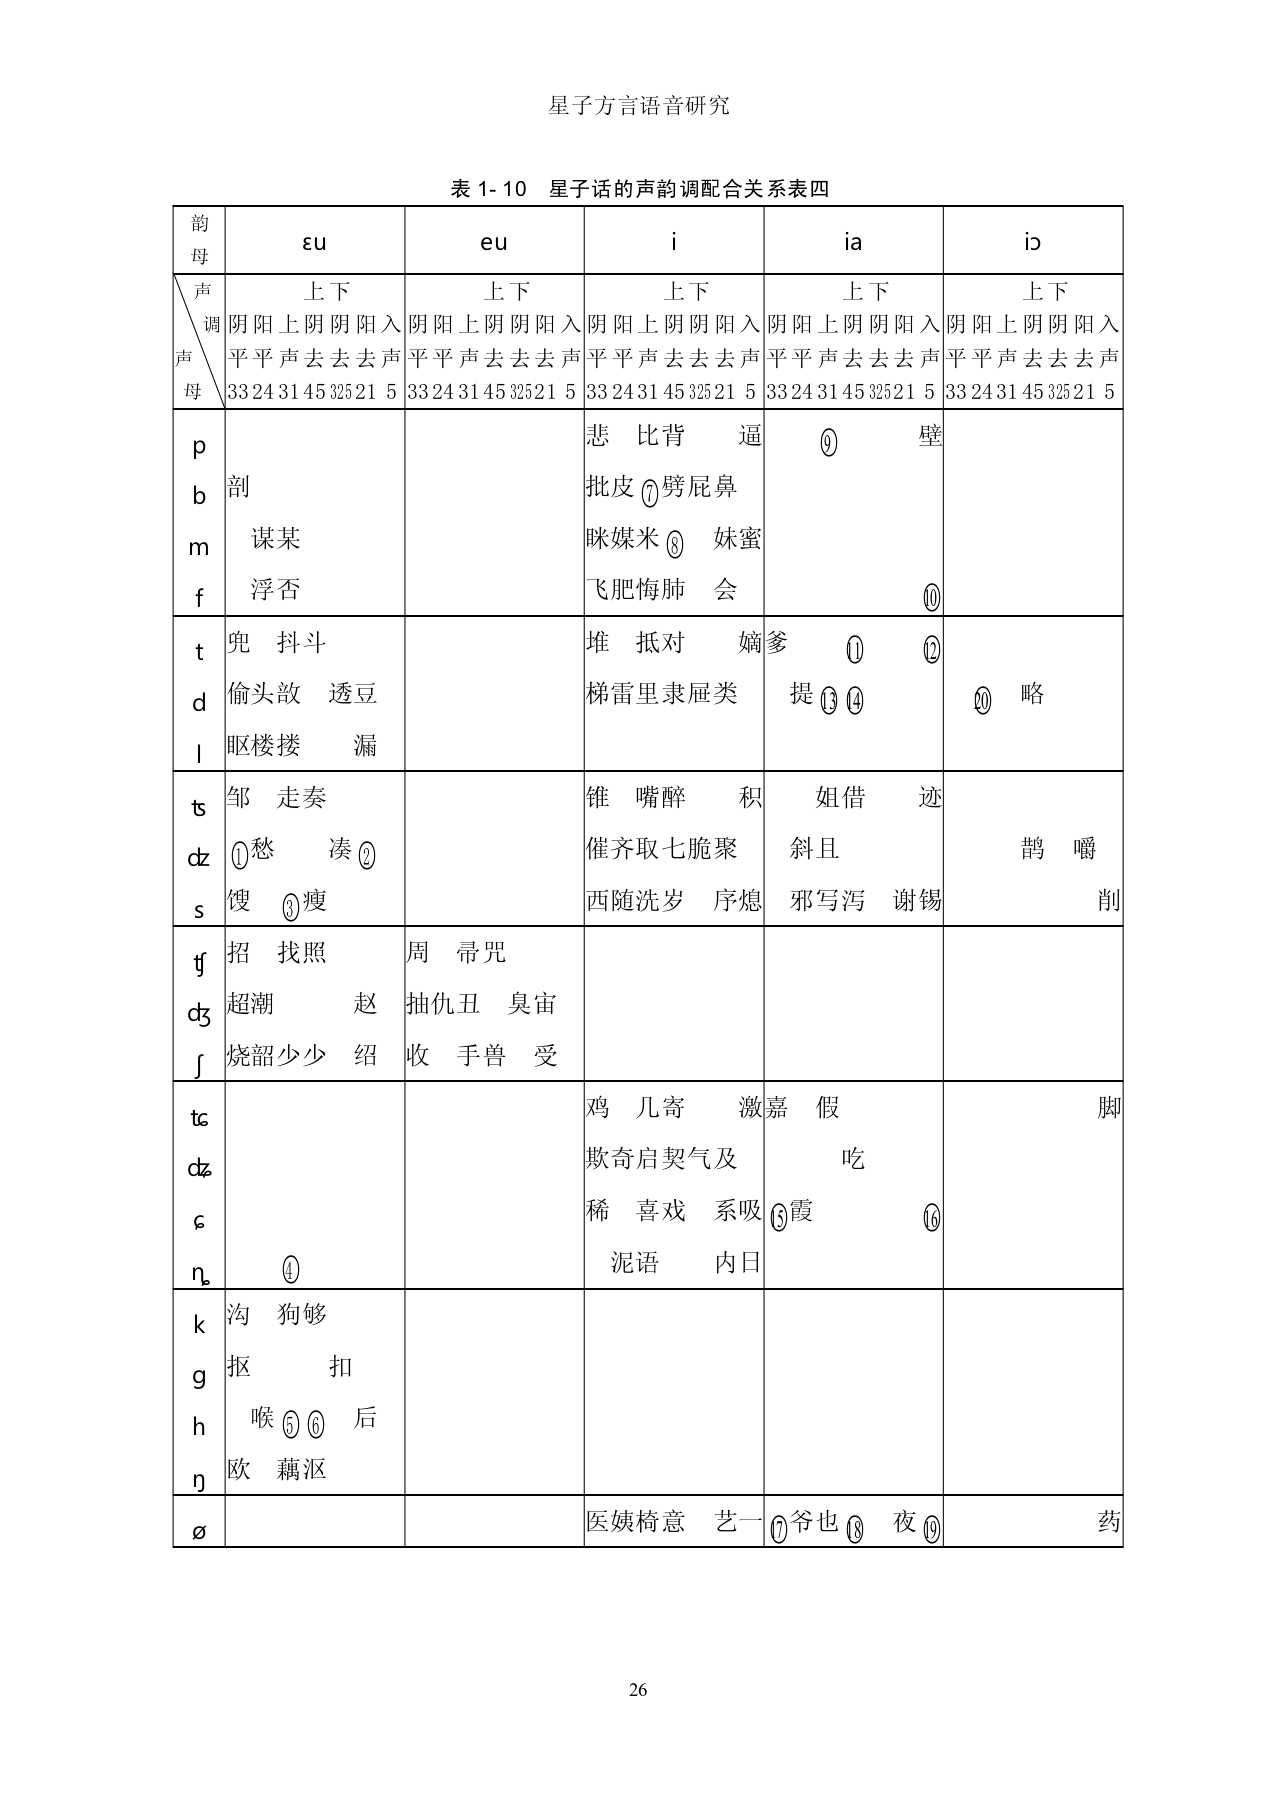 星子方言语音研究
表 1- 10 星子话的声韵调配合关系表四
韵母 ɛu eu i ia iɔ
声 调 上下 上下 上下 上下 上下
阴阳上阴阴阳入 阴阳上阴阴阳入 阴阳上阴阴阳入 阴阳上阴阴阳入 阴阳上阴阴阳入
声 平平声去去去声 平平声去去去声 平平声去去去声 平平声去去去声 平平声去去去声
母 33 24 31 45 325 21 5 33 24 31 45 325 21 5 33 24 31 45 325 21 5 33 24 31 45 325 21 5 33 24 31 45 325 21 5
p 悲 比背 逼 ⑨ 壁
b 剖 批皮⑦劈屁鼻
m 谋某 眯媒米⑧ 妹蜜
f 浮否 飞肥悔肺 会 ⑩
t 兜 抖斗 堆 抵对 嫡 爹 ⑪ ⑫
d 偷头敨 透豆 梯雷里隶屉类 提⑬⑭ ⑳ 略
l 眍楼搂 漏
ts 邹 走奏 锥 嘴醉 积 姐借 迹
dz ①愁 凑② 催齐取七脆聚 斜且 鹊 嚼
s 馊 ③瘦 西随洗岁 序熄 邪写泻 谢锡 削
tʃ 招 找照 周 帚咒
dʒ 超潮 赵 抽仇丑 臭宙
ʃ 烧韶少少 绍 收 手兽 受
tɕ 鸡 几寄 激 嘉 假 脚
dʑ 欺奇启契气及 吃
ɕ 稀 喜戏 系吸 ⑮霞 ⑯
ȵ ④ 泥语 内日
k 沟 狗够
g 抠 扣
h 喉⑤⑥ 后
ŋ 欧 藕沤
ø 医姨椅意 艺一 ⑰爷也⑱ 夜⑲ 药
26